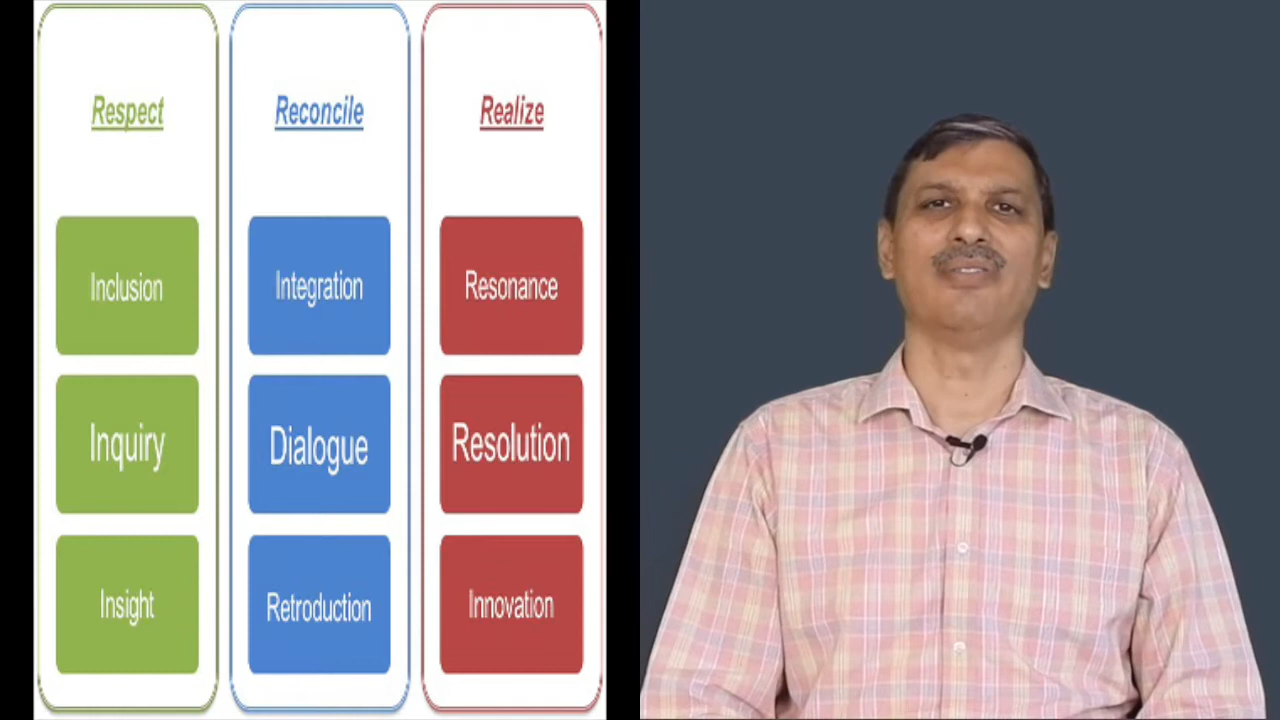 Respect
Inclusion
Inquiry
Insight
Reconcile
Integration
Dialogue
Retroduction
Realize
Resonance
Resolution
Innovation